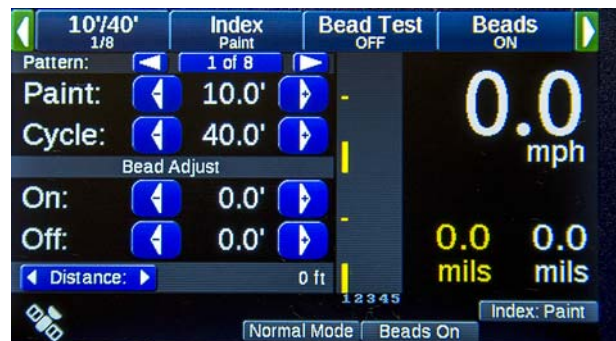 10'/40' Index Bead Test Beads
1/8 Paint OFF ON
Pattern: 1 of 8
Paint: - 10.0' +
Cycle: - 40.0' +
Bead Adjust
On: - 0.0' +
Off: - 0.0' +
Distance: 0 ft
12345
0.0
mph
0.0 0.0
mils mils
Index: Paint
Normal Mode Beads On